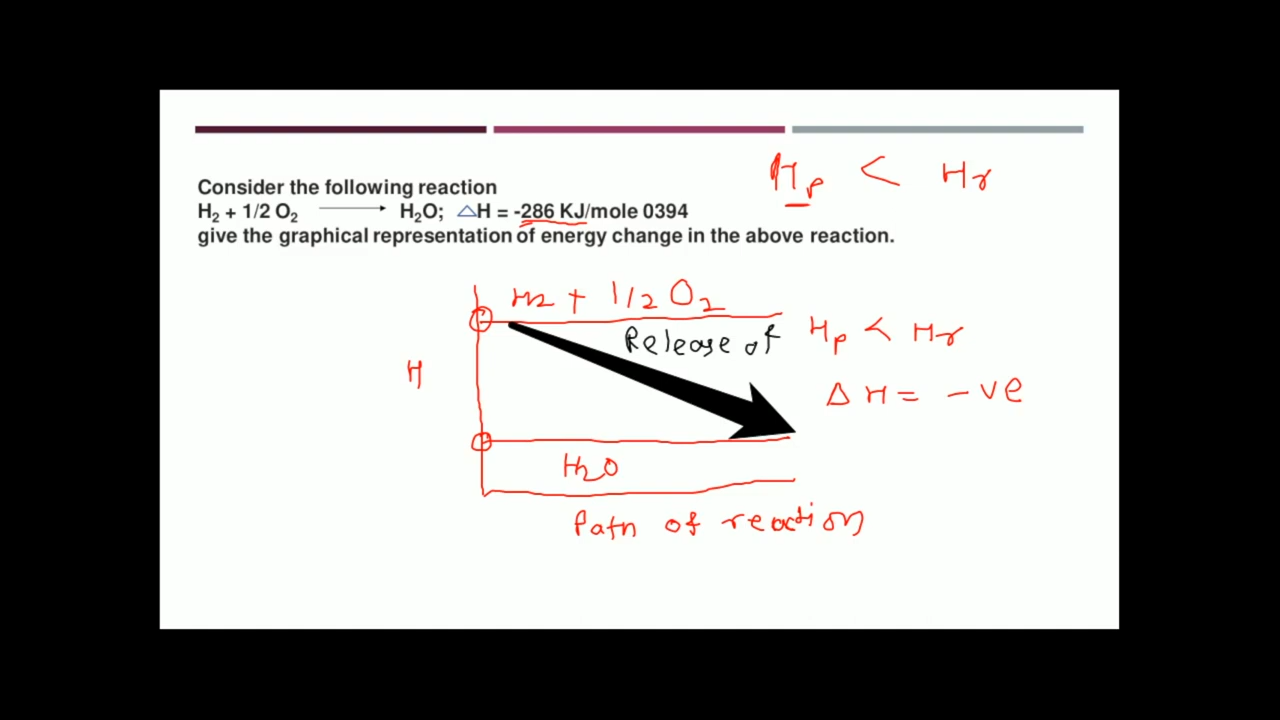 Hp < Hr
Consider the following reaction
H₂ + 1/2 O₂ ⟶ H₂O; △H = -286 KJ/mole 0394
give the graphical representation of energy change in the above reaction.
H2 + 1/2 O2
Release of
Hp < Hr
H
Δ H = -ve
H2O
Path of reaction